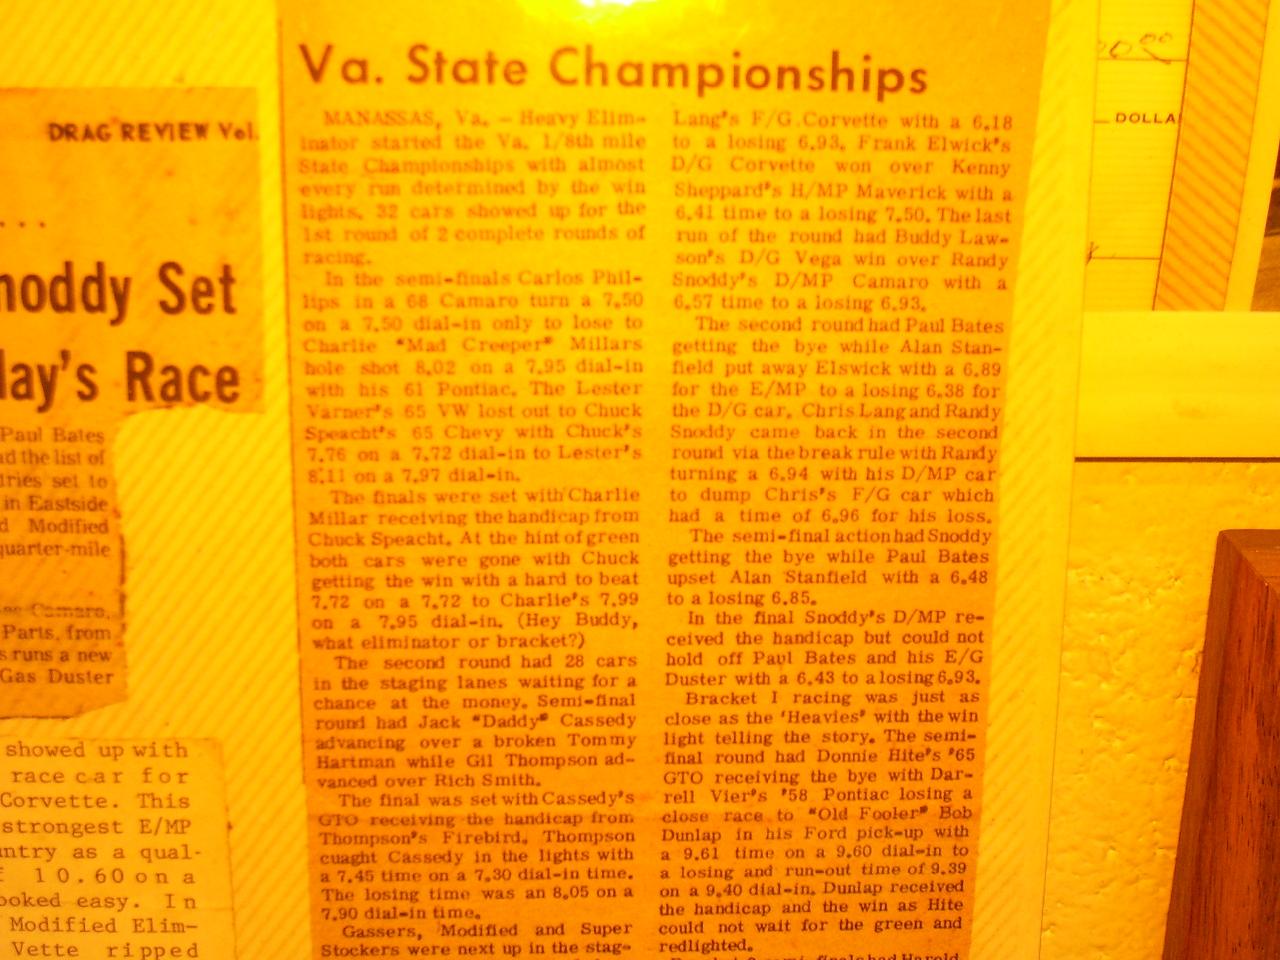 DRAG REVIEW Vol.
. . .
noddy Set
lay's Race
Paul Bates
d the list of
tries set to
in Eastside
d Modified
quarter-mile
Camaro,
Parts, from
s runs a new
Gas Duster
showed up with
race car for
Corvette. This
strongest E/MP
ntry as a qual-
10.60 on a
ooked easy. In
Modified Elim-
Vette ripped
Va. State Championships
MANASSAS, Va. - Heavy Elim-
inator started the Va. 1/8th mile
State Championships with almost
every run determined by the win
lights. 32 cars showed up for the
1st round of 2 complete rounds of
racing.
In the semi-finals Carlos Phil-
lips in a 68 Camaro turn a 7.50
on a 7.50 dial-in only to lose to
Charlie "Mad Creeper" Millars
hole shot 8.02 on a 7.95 dial-in
with his 61 Pontiac. The Lester
Varner's 65 VW lost out to Chuck
Speacht's 65 Chevy with Chuck's
7.76 on a 7.72 dial-in to Lester's
8.11 on a 7.97 dial-in.
The finals were set with Charlie
Millar receiving the handicap from
Chuck Speacht. At the hint of green
both cars were gone with Chuck
getting the win with a hard to beat
7.72 on a 7.72 to Charlie's 7.99
on a 7.95 dial-in. (Hey Buddy,
what eliminator or bracket?)
The second round had 28 cars
in the staging lanes waiting for a
chance at the money. Semi-final
round had Jack "Daddy" Cassedy
advancing over a broken Tommy
Hartman while Gil Thompson ad-
vanced over Rich Smith.
The final was set with Cassedy's
GTO receiving the handicap from
Thompson's Firebird. Thompson
cuaght Cassedy in the lights with
a 7.45 time on a 7.30 dial-in time.
The losing time was an 8.05 on a
7.90 dial-in time.
Gassers, Modified and Super
Stockers were next up in the stag-
Lang's F/G Corvette with a 6.18
to a losing 6.93. Frank Elwick's
D/G Corvette won over Kenny
Sheppard's H/MP Maverick with a
6.41 time to a losing 7.50. The last
run of the round had Buddy Law-
son's D/G Vega win over Randy
Snoddy's D/MP Camaro with a
6.57 time to a losing 6.93.
The second round had Paul Bates
getting the bye while Alan Stan-
field put away Elswick with a 6.89
for the E/MP to a losing 6.38 for
the D/G car. Chris Lang and Randy
Snoddy came back in the second
round via the break rule with Randy
turning a 6.94 with his D/MP car
to dump Chris's F/G car which
had a time of 6.96 for his loss.
The semi-final action had Snoddy
getting the bye while Paul Bates
upset Alan Stanfield with a 6.48
to a losing 6.85.
In the final Snoddy's D/MP re-
ceived the handicap but could not
hold off Paul Bates and his E/G
Duster with a 6.43 to a losing 6.93.
Bracket I racing was just as
close as the 'Heavies' with the win
light telling the story. The semi-
final round had Donnie Hite's '65
GTO receiving the bye with Dar-
rell Vier's '58 Pontiac losing a
close race to "Old Fooler" Bob
Dunlap in his Ford pick-up with
a 9.61 time on a 9.60 dial-in to
a losing and run-out time of 9.39
on a 9.40 dial-in. Dunlap received
the handicap and the win as Hite
could not wait for the green and
redlighted.
DOLLA